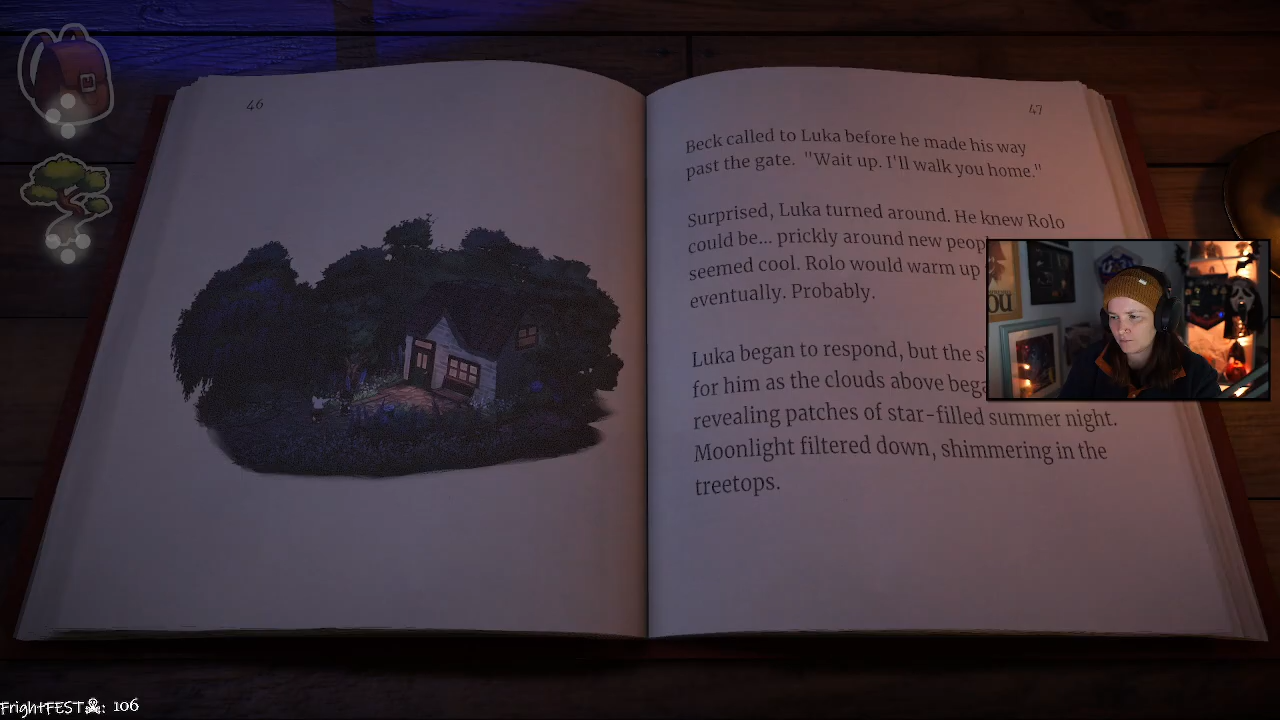 46
47
Beck called to Luka before he made his way
past the gate. "Wait up. I'll walk you home."
Surprised, Luka turned around. He knew Rolo
could be... prickly around new
seemed cool. Rolo would warm up
eventually. Probably.
Luka began to respond, but the
for him as the clouds above
revealing patches of star-filled summer night.
Moonlight filtered down, shimmering in the
treetops.
OU
FrightFEST : 106